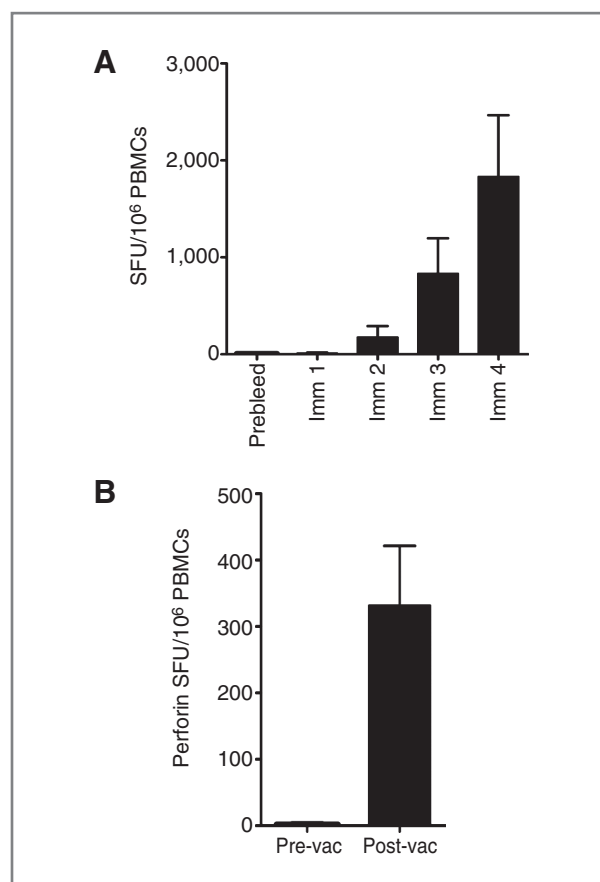 A
SFU/10⁶ PBMCs
3,000
2,000
1,000
0
Prebleed
Imm 1
Imm 2
Imm 3
Imm 4
B
Perforin SFU/10⁶ PBMCs
500
400
300
200
100
0
Pre-vac
Post-vac